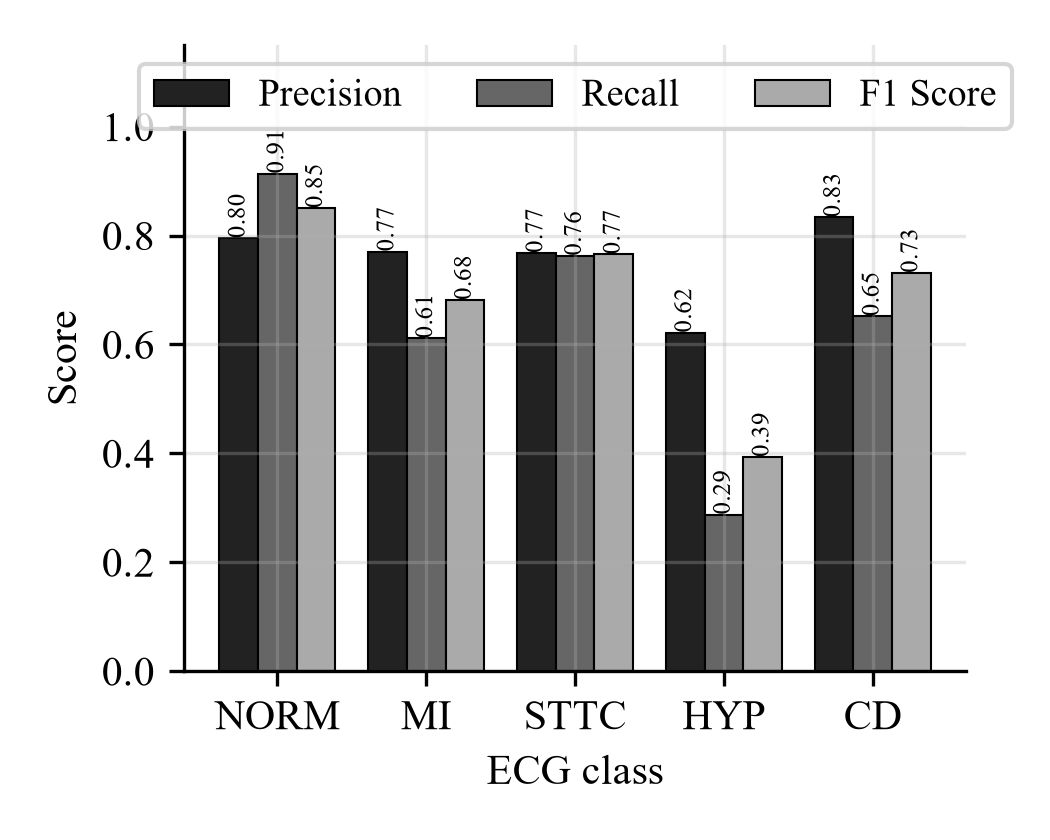 Precision Recall F1 Score
1.0
0.8
0.6
0.4
0.2
0.0
Score
0.80 0.91 0.85
0.77 0.61 0.68
0.77 0.76 0.77
0.62 0.29 0.39
0.83 0.65 0.73
NORM MI STTC HYP CD
ECG class